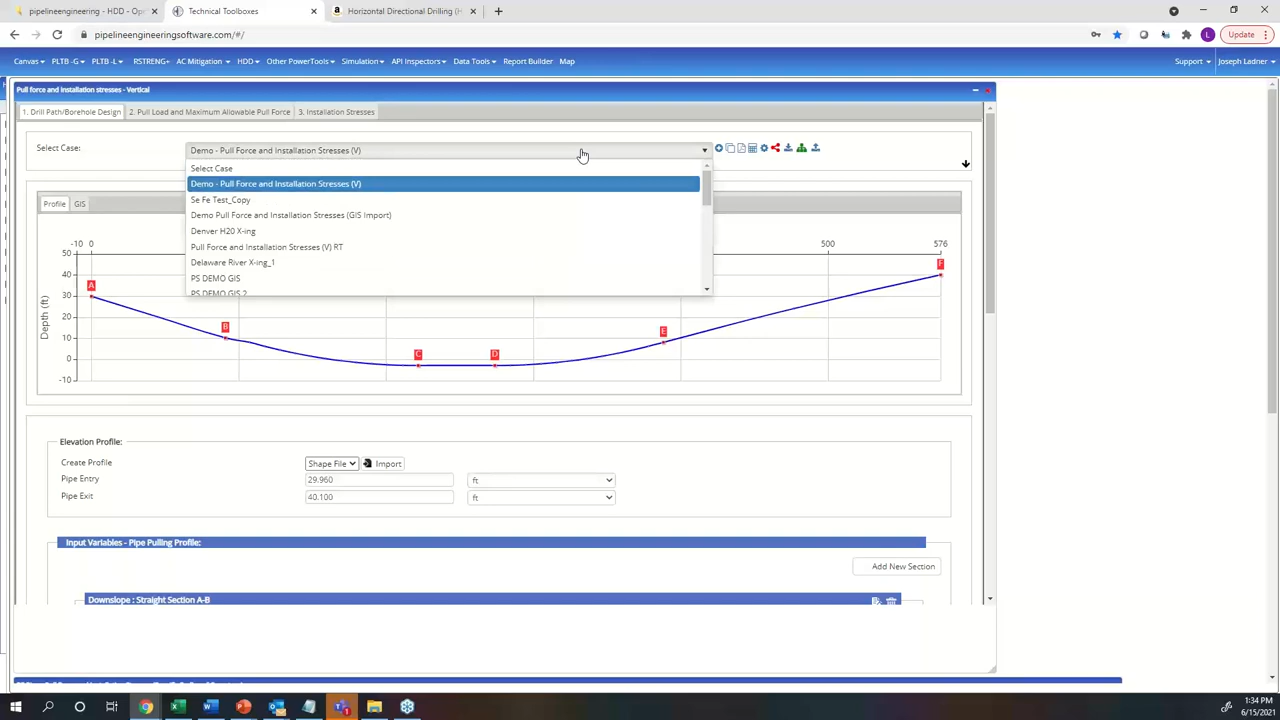 pipelineengineering - HDD - Ope
Technical Toolboxes
Horizontal Directional Drilling (H
pipelineengineeringsoftware.com/#/
L
Update
Canvas PLTB -G PLTB -L RSTRENG+ AC Mitigation HDD Other PowerTools Simulation API Inspectors Data Tools Report Builder Map Support Joseph Ladner
Pull force and installation stresses - Vertical
1. Drill Path/Borehole Design 2. Pull Load and Maximum Allowable Pull Force 3. Installation Stresses
Select Case: Demo - Pull Force and Installation Stresses (V)
Select Case
Demo - Pull Force and Installation Stresses (V)
Se Fe Test_Copy
Demo Pull Force and Installation Stresses (GIS Import)
Denver H20 X-ing
Pull Force and Installation Stresses (V) RT
Delaware River X-ing_1
PS DEMO GIS
PS DEMO GIS 2
Profile GIS
-10 0 500 576
50
40
30
20
10
0
-10
Depth (ft)
A
B
C
D
E
F
Elevation Profile:
Create Profile Shape File Import
Pipe Entry 29.960 ft
Pipe Exit 40.100 ft
Input Variables - Pipe Pulling Profile:
Add New Section
Downslope : Straight Section A-B
1:34 PM
6/15/2021